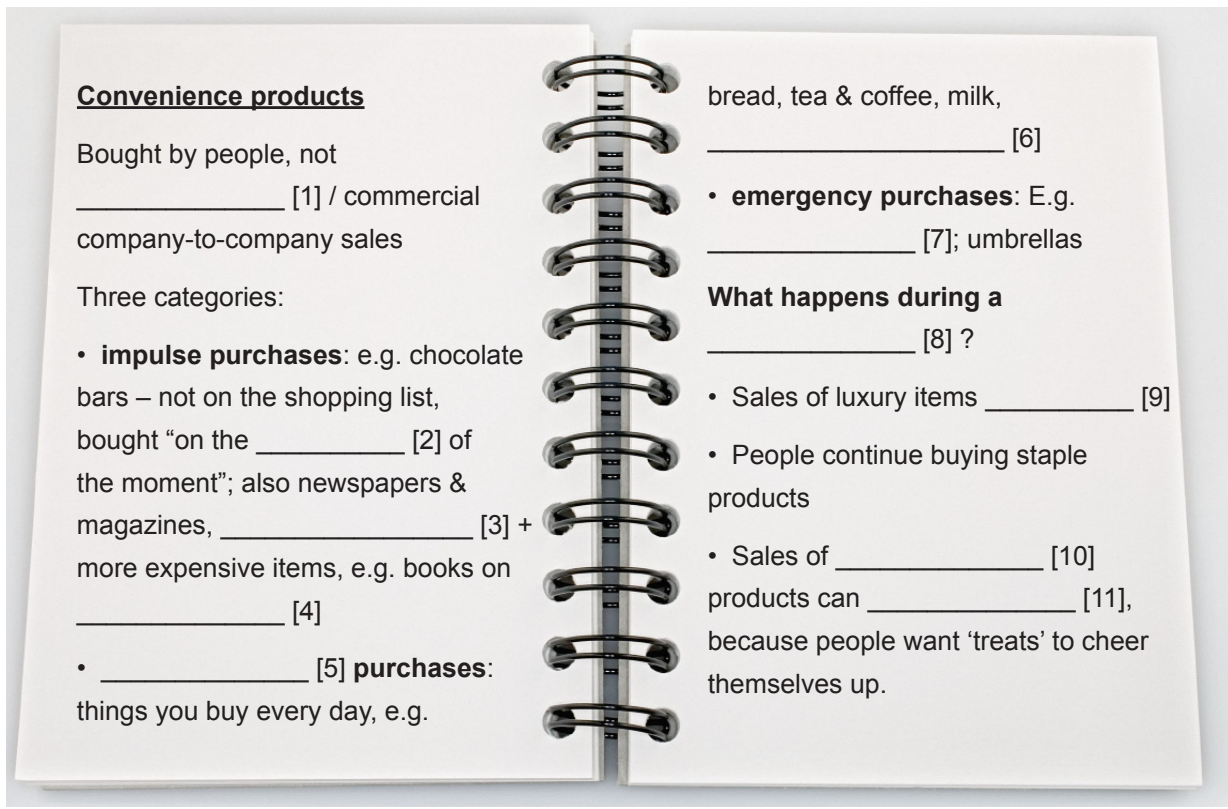 Convenience products
Bought by people, not
______________ [1] / commercial
company-to-company sales
Three categories:
• impulse purchases: e.g. chocolate
bars – not on the shopping list,
bought “on the __________ [2] of
the moment”; also newspapers &
magazines, _________________ [3] +
more expensive items, e.g. books on
______________ [4]
• ______________ [5] purchases:
things you buy every day, e.g.
bread, tea & coffee, milk,
____________________ [6]
• emergency purchases: E.g.
______________ [7]; umbrellas
What happens during a
______________ [8] ?
• Sales of luxury items __________ [9]
• People continue buying staple
products
• Sales of ______________ [10]
products can ______________ [11],
because people want ‘treats’ to cheer
themselves up.